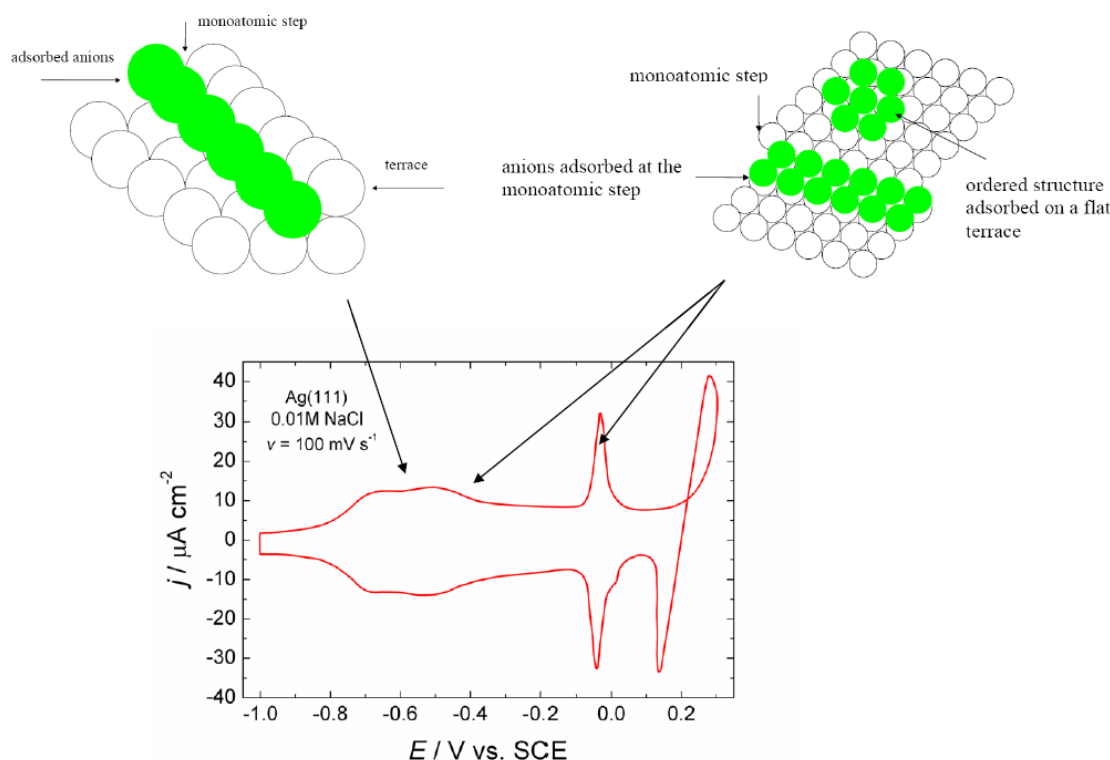 monoatomic step
adsorbed anions
terrace
monoatomic step
anions adsorbed at the
monoatomic step
ordered structure
adsorbed on a flat
terrace
Ag(111)
0.01M NaCl
v = 100 mV s⁻¹
j / μA cm⁻²
40
30
20
10
0
-10
-20
-30
-40
-1.0
-0.8
-0.6
-0.4
-0.2
0.0
0.2
E / V vs. SCE